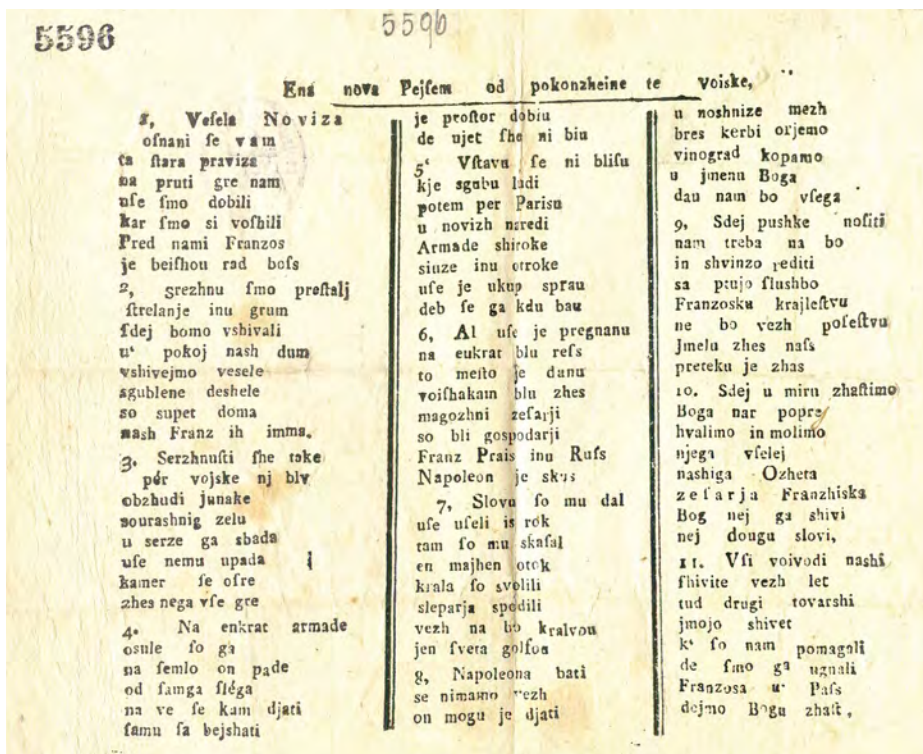 5596
5596
Ena nova Pejſem od pokonzheine te voiske,
1, Veſela Noviza
oſnani ſe vam
ta ſtara praviza
na pruti gre nam
uſe ſmo dobili
kar ſmo si voſhili
Pred nami Franzos
je beiſhou rad boſs
2, srezhnu ſmo preſtalj
ſtrelanje inu grum
ſdej bomo vshivali
u‘ pokoj nash dum
vshivejmo vesele
sgublene deshele
so supet doma
nash Franz ih imma.
3. Serzhnuſti ſhe take
pér vojske nj blv
obzhudi junake
sourashnig zelu
u serze ga sbada
uſe nemu upada
kamer ſe ofre
zhes nega vſe gre
4. Na enkrat armade
osule ſo ga
na ſemlo on pade
od ſamga ſléga
na ve ſe kam djati
ſamu ſa bejshati
je proſtor dobiu
de ujet ſhe ni biu
5‘ Vſtavu ſe ni bliſu
kje sgubu ludi
potem per Parisu
u novizh naredi
Armade shiroke
sinze inu otroke
uſe je ukup sprau
deb ſe ga kdu bau
6, Al uſe je pregnanu
na eukrat blu reſs
to meſto je danu
voiſhakam blu zhes
magozhni zeſarji
so bli gospodarji
Franz Prais inu Ruſs
Napoleon je skus
7, Slovu ſo mu dal
uſe uſeli is rok
tam ſo mu skaſal
en majhen otok
krala ſo svolili
sleparja spodili
vezh na bo kralvou
jen ſvera golfou
8, Napoleona bati
se nimamo vezh
on mogu je djati
u noshnize mezh
bres kerbi orjemo
vinograd kopamo
u jmenu Boga
dau nam bo vſega
9, Sdej pushke noſiti
nam treba na bo
in shvinzo rediti
sa ptujo ſlushbo
Franzosku krajleſtvu
ne bo vezh poſeſtvu
Jmelu zhes naſs
preteku je zhas
10. Sdej u miru zhaſtimo
Boga nar popre
hvalimo in molimo
njega vſelej
nashiga Ozheta
zeſarja Franzhiska
Bog nej ga shivi
nej dougu slovi,
11. Vſi voivodi nashi
ſhivite vezh let
tud drugi tovarshi
jmojo shivet
k‘ ſo nam pomagali
de ſmo ga ugnali
Franzosa u‘ Paſs
dejmo Bogu zhaſt,